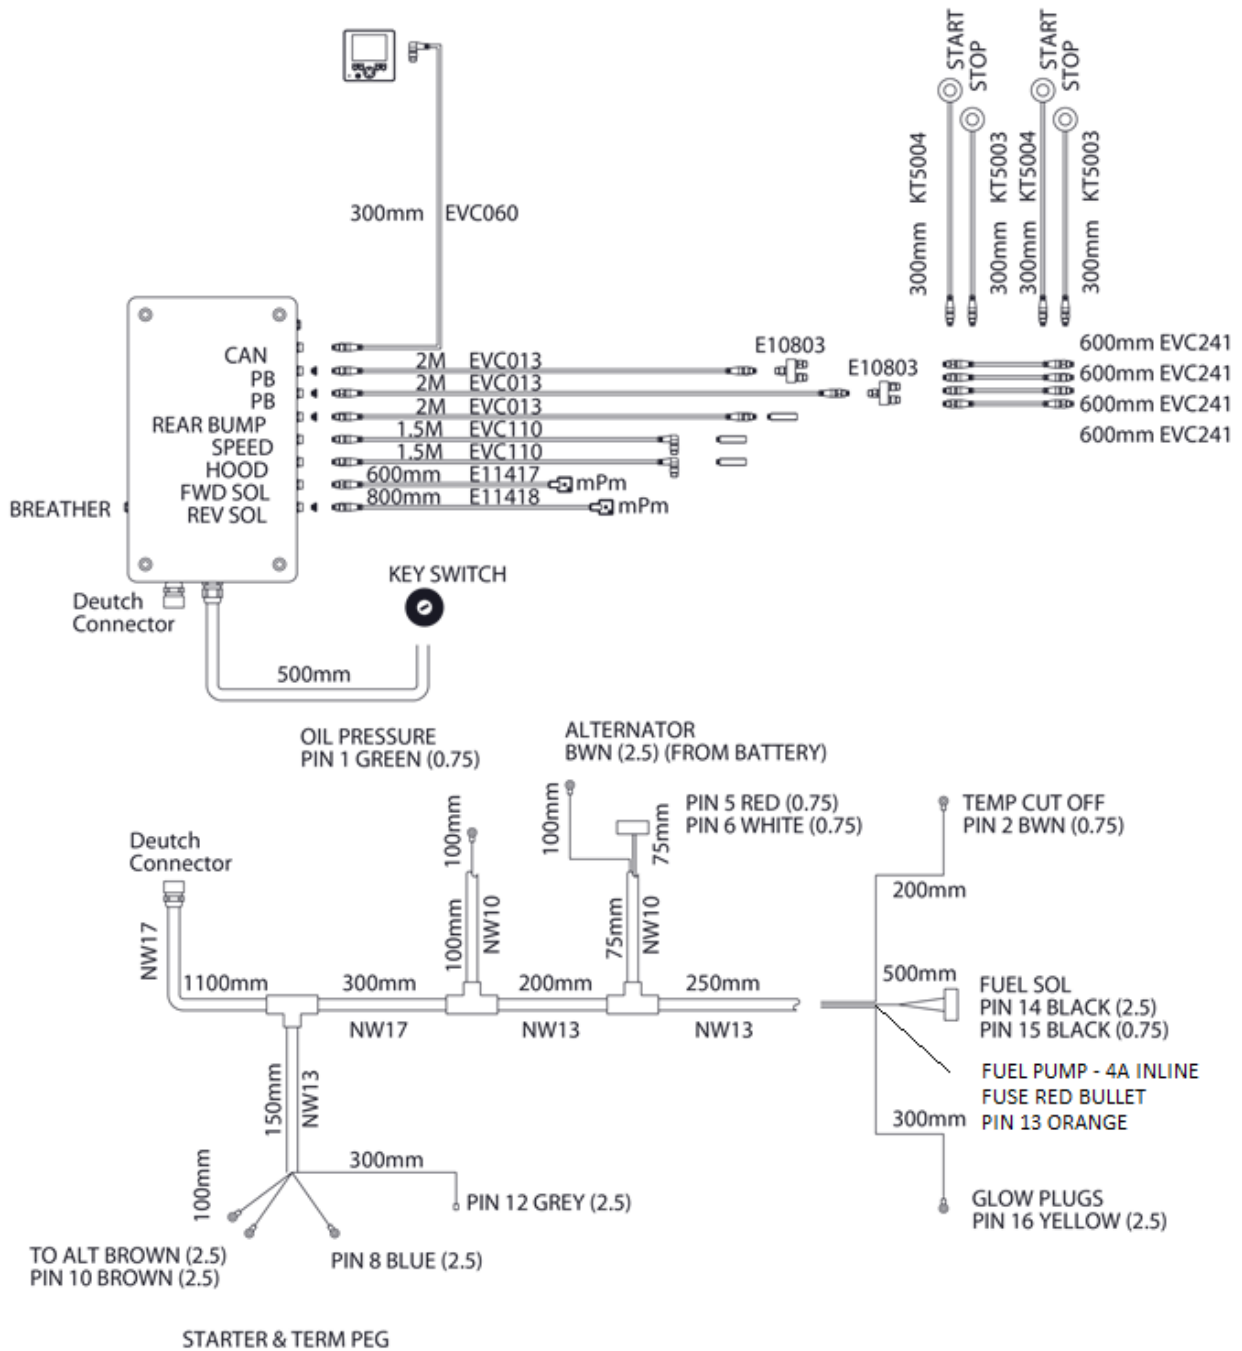 START
STOP
START
STOP
300mm KT5004
300mm KT5003
300mm KT5004
300mm KT5003
300mm EVC060
CAN
PB
PB
REAR BUMP
SPEED
HOOD
FWD SOL
REV SOL
BREATHER
2M EVC013
2M EVC013
2M EVC013
1.5M EVC110
1.5M EVC110
600mm E11417
mPm
800mm E11418
mPm
E10803
E10803
600mm EVC241
600mm EVC241
600mm EVC241
600mm EVC241
Deutch
Connector
KEY SWITCH
500mm
OIL PRESSURE
PIN 1 GREEN (0.75)
ALTERNATOR
BWN (2.5) (FROM BATTERY)
PIN 5 RED (0.75)
PIN 6 WHITE (0.75)
TEMP CUT OFF
PIN 2 BWN (0.75)
Deutch
Connector
100mm
100mm
75mm
200mm
NW17
100mm
NW10
75mm
NW10
1100mm
300mm
200mm
250mm
NW17
NW13
NW13
500mm
FUEL SOL
PIN 14 BLACK (2.5)
PIN 15 BLACK (0.75)
FUEL PUMP - 4A INLINE
FUSE RED BULLET
PIN 13 ORANGE
300mm
150mm
NW13
300mm
100mm
PIN 12 GREY (2.5)
GLOW PLUGS
PIN 16 YELLOW (2.5)
TO ALT BROWN (2.5)
PIN 10 BROWN (2.5)
PIN 8 BLUE (2.5)
STARTER & TERM PEG